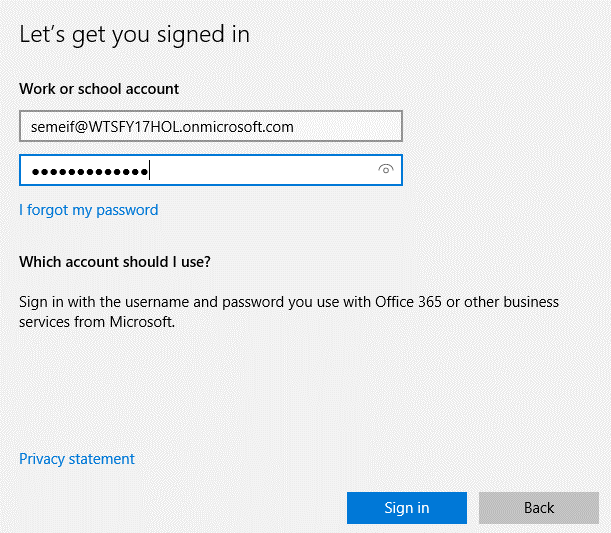 Let's get you signed in
Work or school account
semeif@WTSFY17HOL.onmicrosoft.com
●●●●●●●●●●●●●
I forgot my password
Which account should I use?
Sign in with the username and password you use with Office 365 or other business
services from Microsoft.
Privacy statement
Sign in
Back